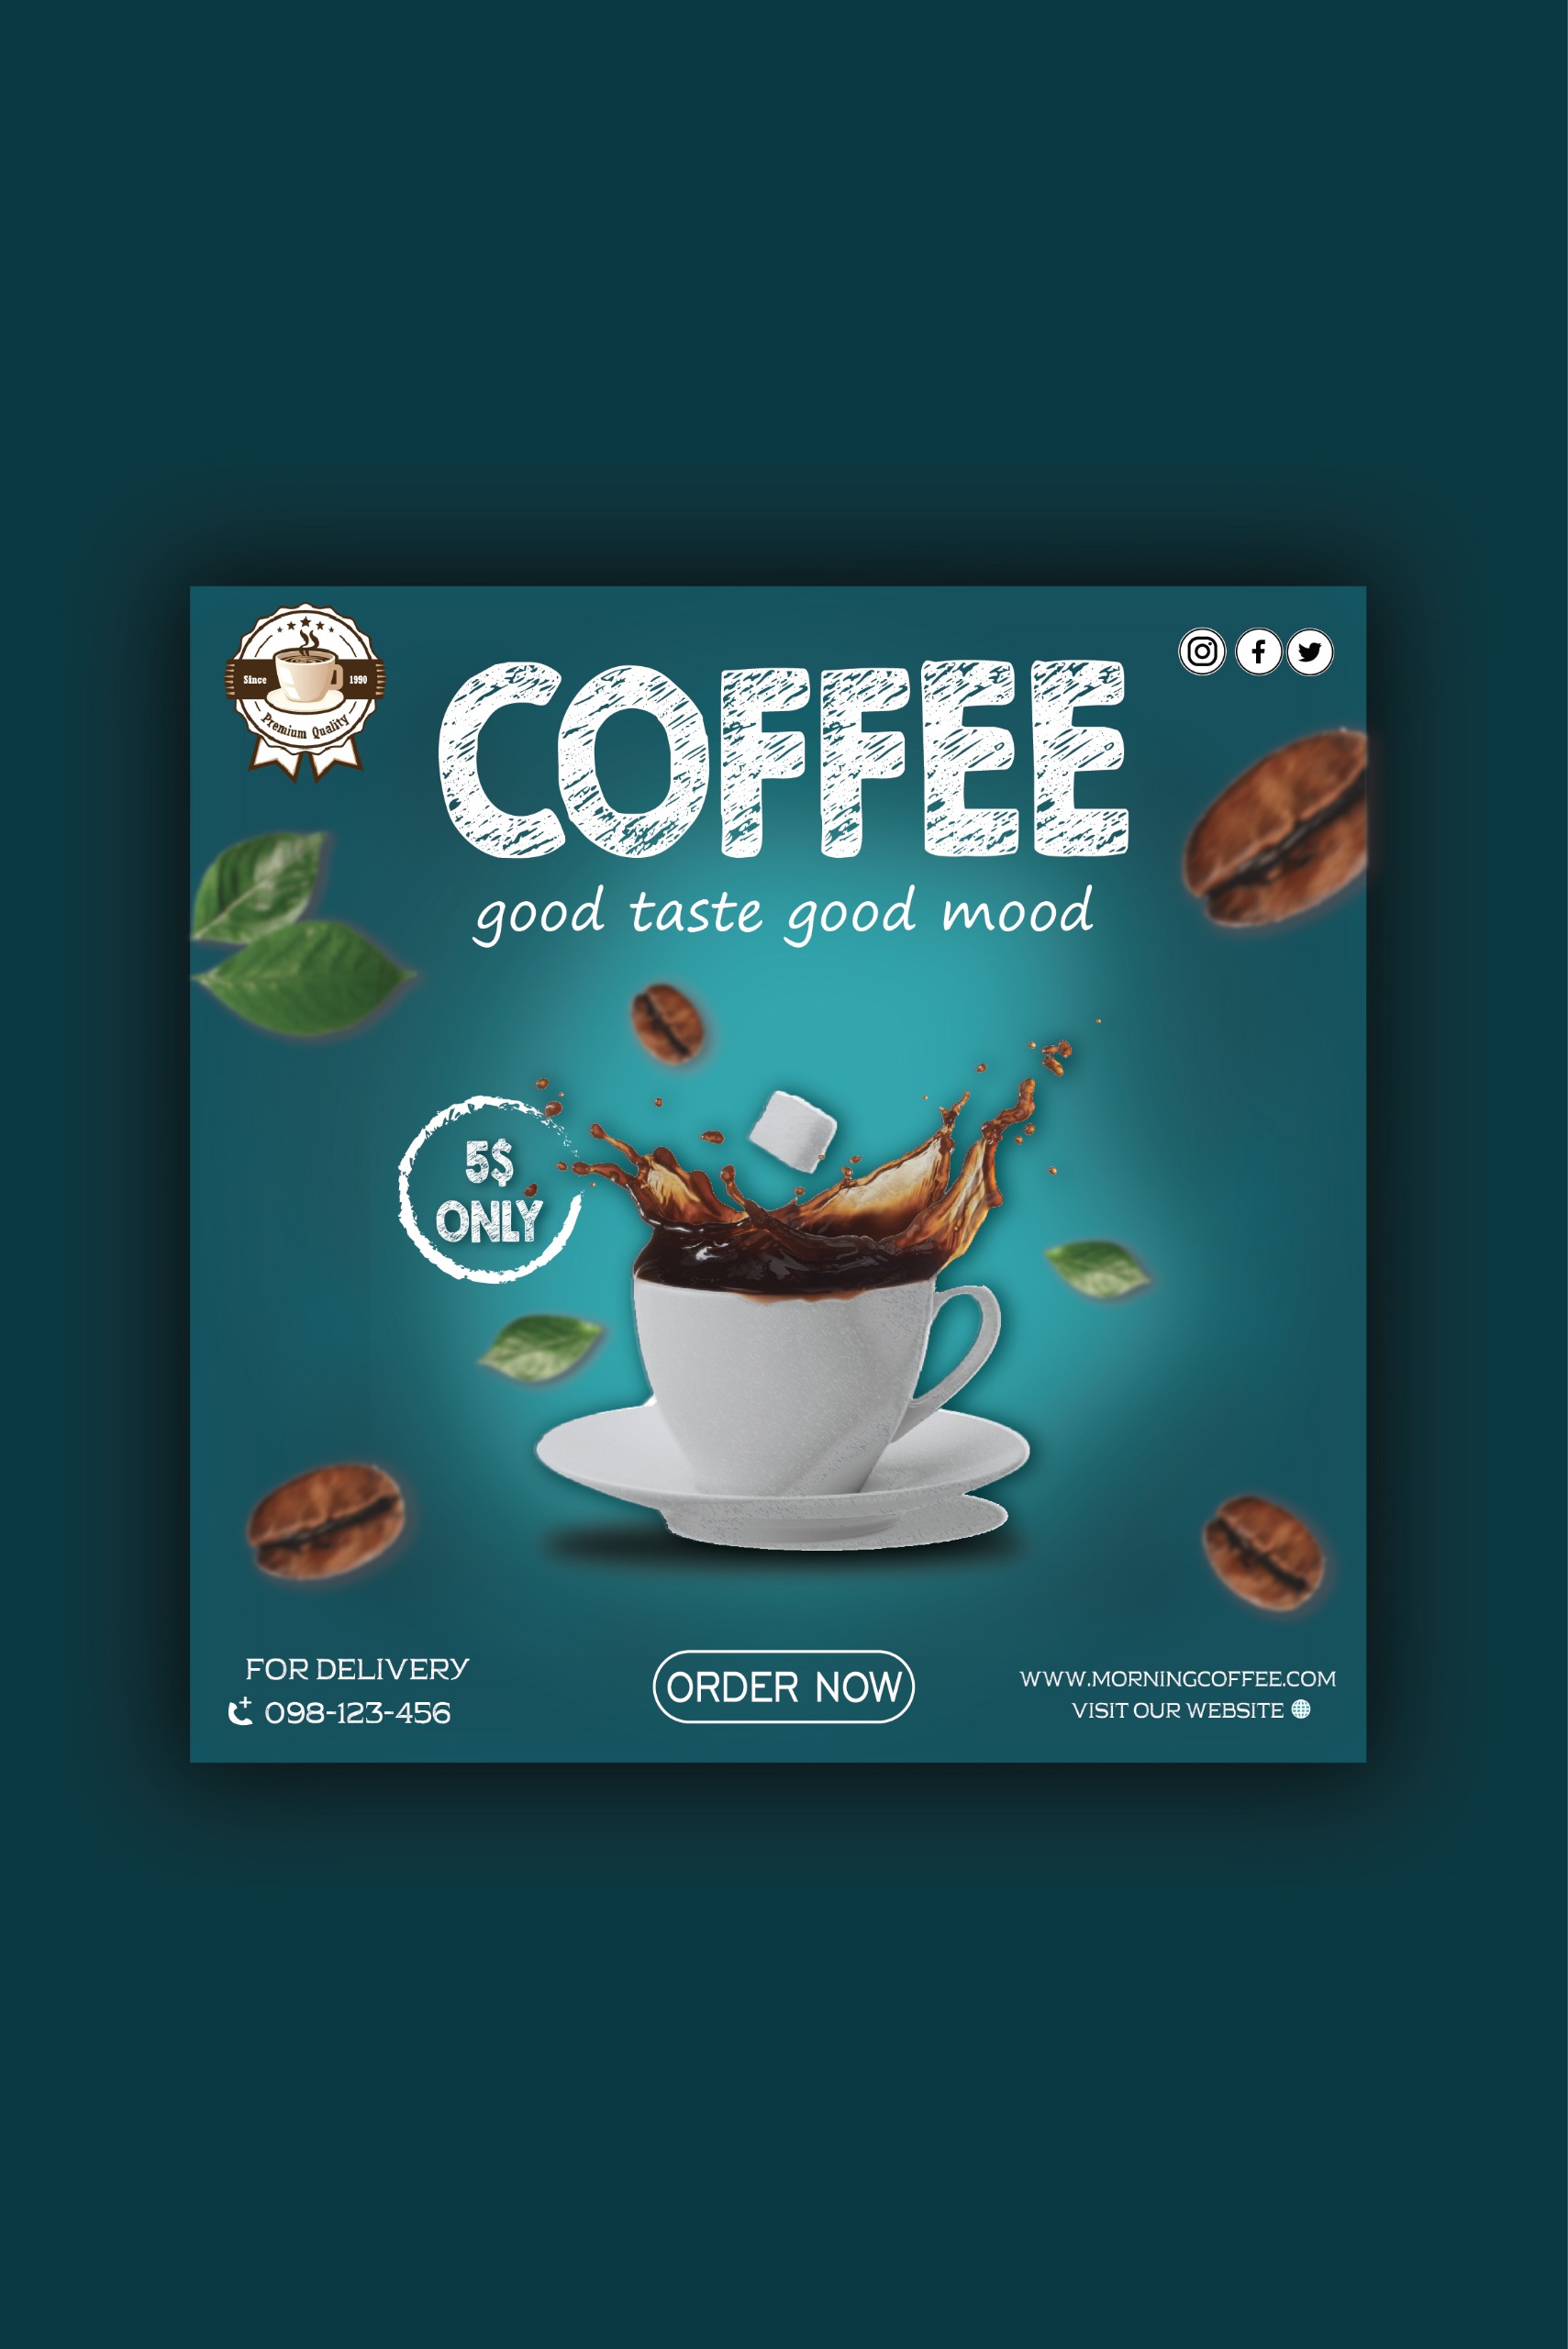 Since 1990
Premium Quality
COFFEE
good taste good mood
5$
ONLY
FOR DELIVERY
098-123-456
ORDER NOW
WWW.MORNINGCOFFEE.COM
VISIT OUR WEBSITE